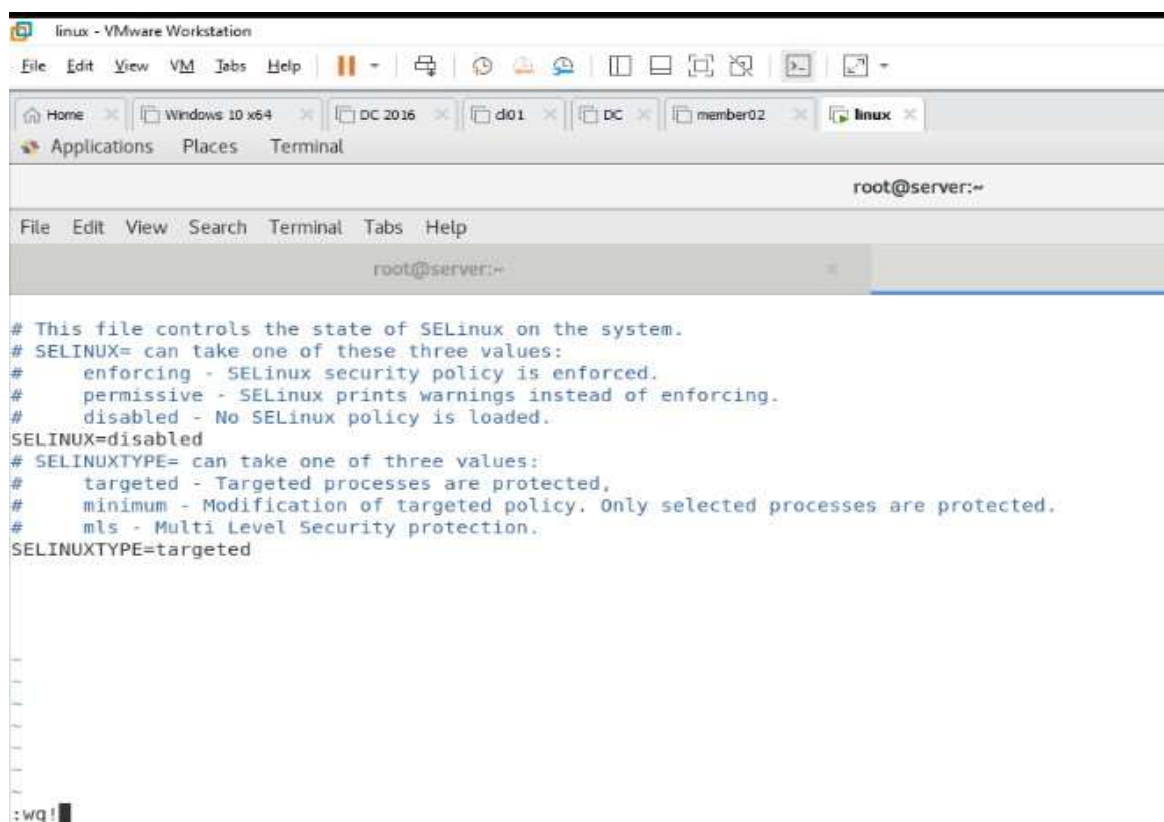 linux - VMware Workstation
File Edit View VM Tabs Help
Home Windows 10 x64 DC 2016 cl01 DC member02 linux
Applications Places Terminal
root@server:~
File Edit View Search Terminal Tabs Help
root@server:~
# This file controls the state of SELinux on the system.
# SELINUX= can take one of these three values:
#     enforcing - SELinux security policy is enforced.
#     permissive - SELinux prints warnings instead of enforcing.
#     disabled - No SELinux policy is loaded.
SELINUX=disabled
# SELINUXTYPE= can take one of three values:
#     targeted - Targeted processes are protected,
#     minimum - Modification of targeted policy. Only selected processes are protected.
#     mls - Multi Level Security protection.
SELINUXTYPE=targeted
~
~
~
~
~
~
~
:wq!